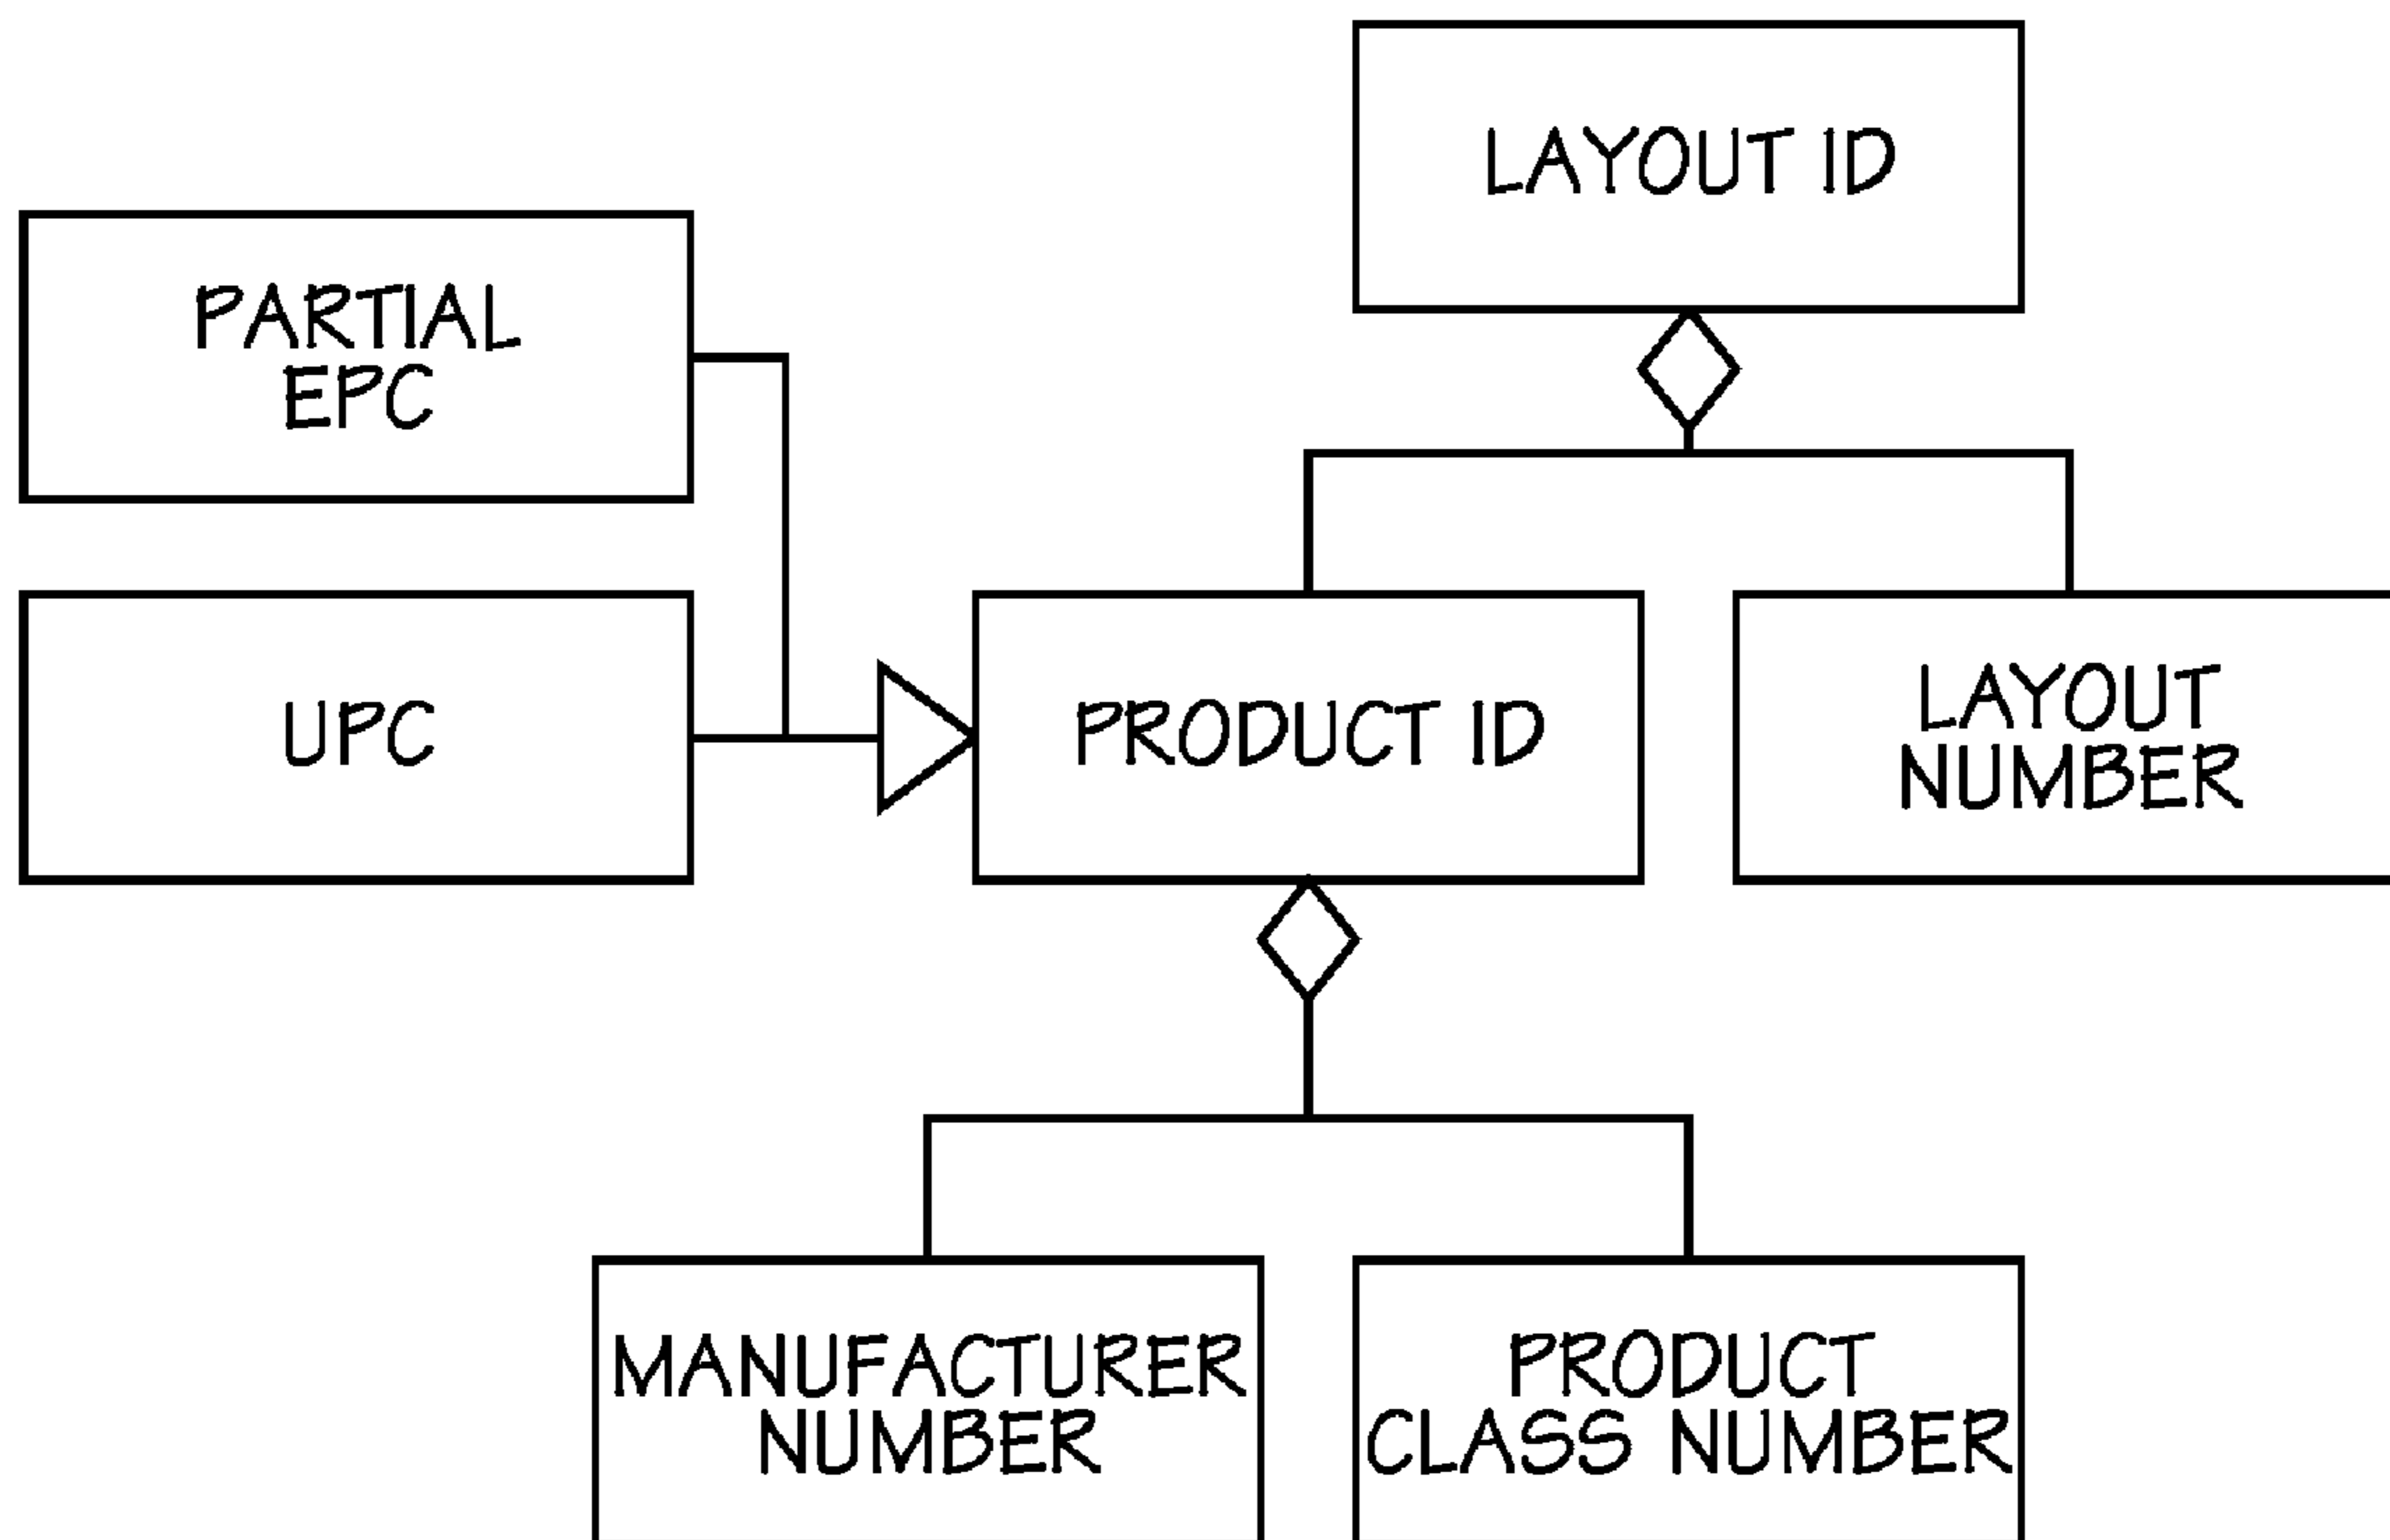 LAYOUT ID
PARTIAL
EPC
UPC
PRODUCT ID
LAYOUT
NUMBER
MANUFACTURER
NUMBER
PRODUCT
CLASS NUMBER